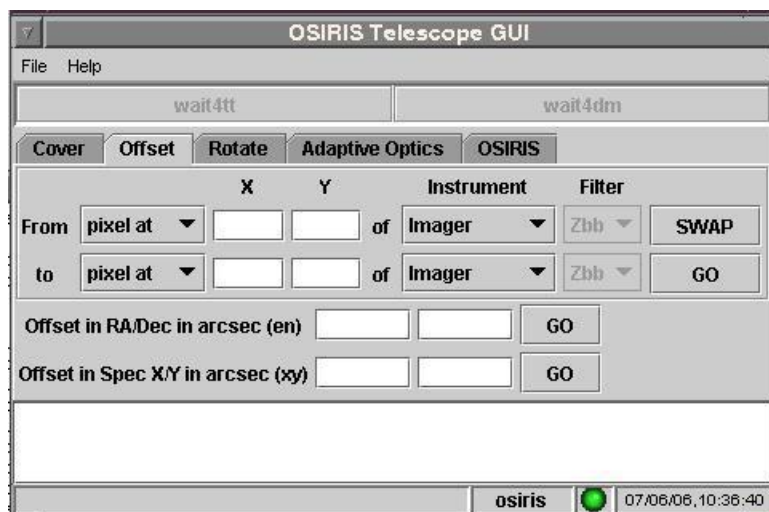 OSIRIS Telescope GUI
File Help
wait4tt wait4dm
Cover Offset Rotate Adaptive Optics OSIRIS
X Y Instrument Filter
From pixel at of Imager Zbb SWAP
to pixel at of Imager Zbb GO
Offset in RA/Dec in arcsec (en) GO
Offset in Spec X/Y in arcsec (xy) GO
osiris 07/06/06,10:36:40